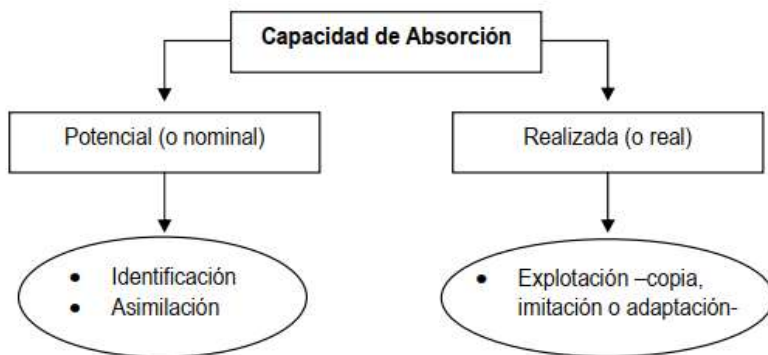 Capacidad de Absorción
Potencial (o nominal)
Realizada (o real)
• Identificación
• Asimilación
• Explotación –copia,
imitación o adaptación-